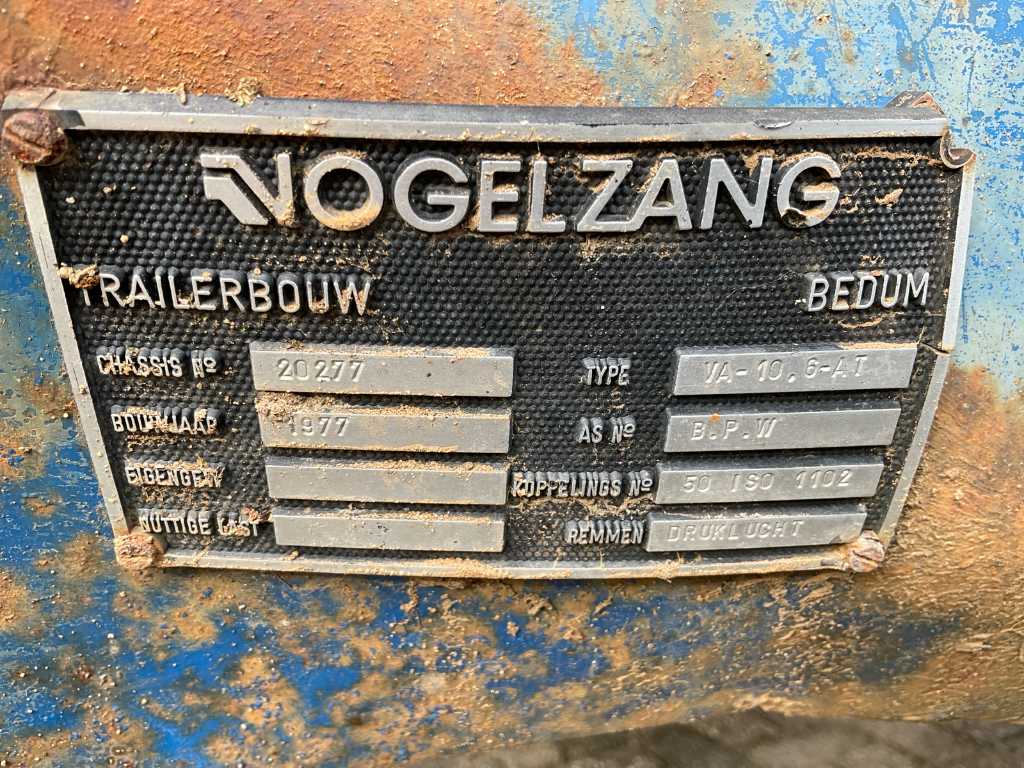 VOGELZANG
TRAILERBOUW BEDUM
CHASSIS Nº 20277 TYPE VA-10,6-AT
BOUWJAAR 1977 AS Nº B.P.W
EIGENGEW KOPPELINGS Nº 50 ISO 1102
NUTTIGE LAST REMMEN DRUKLUCHT